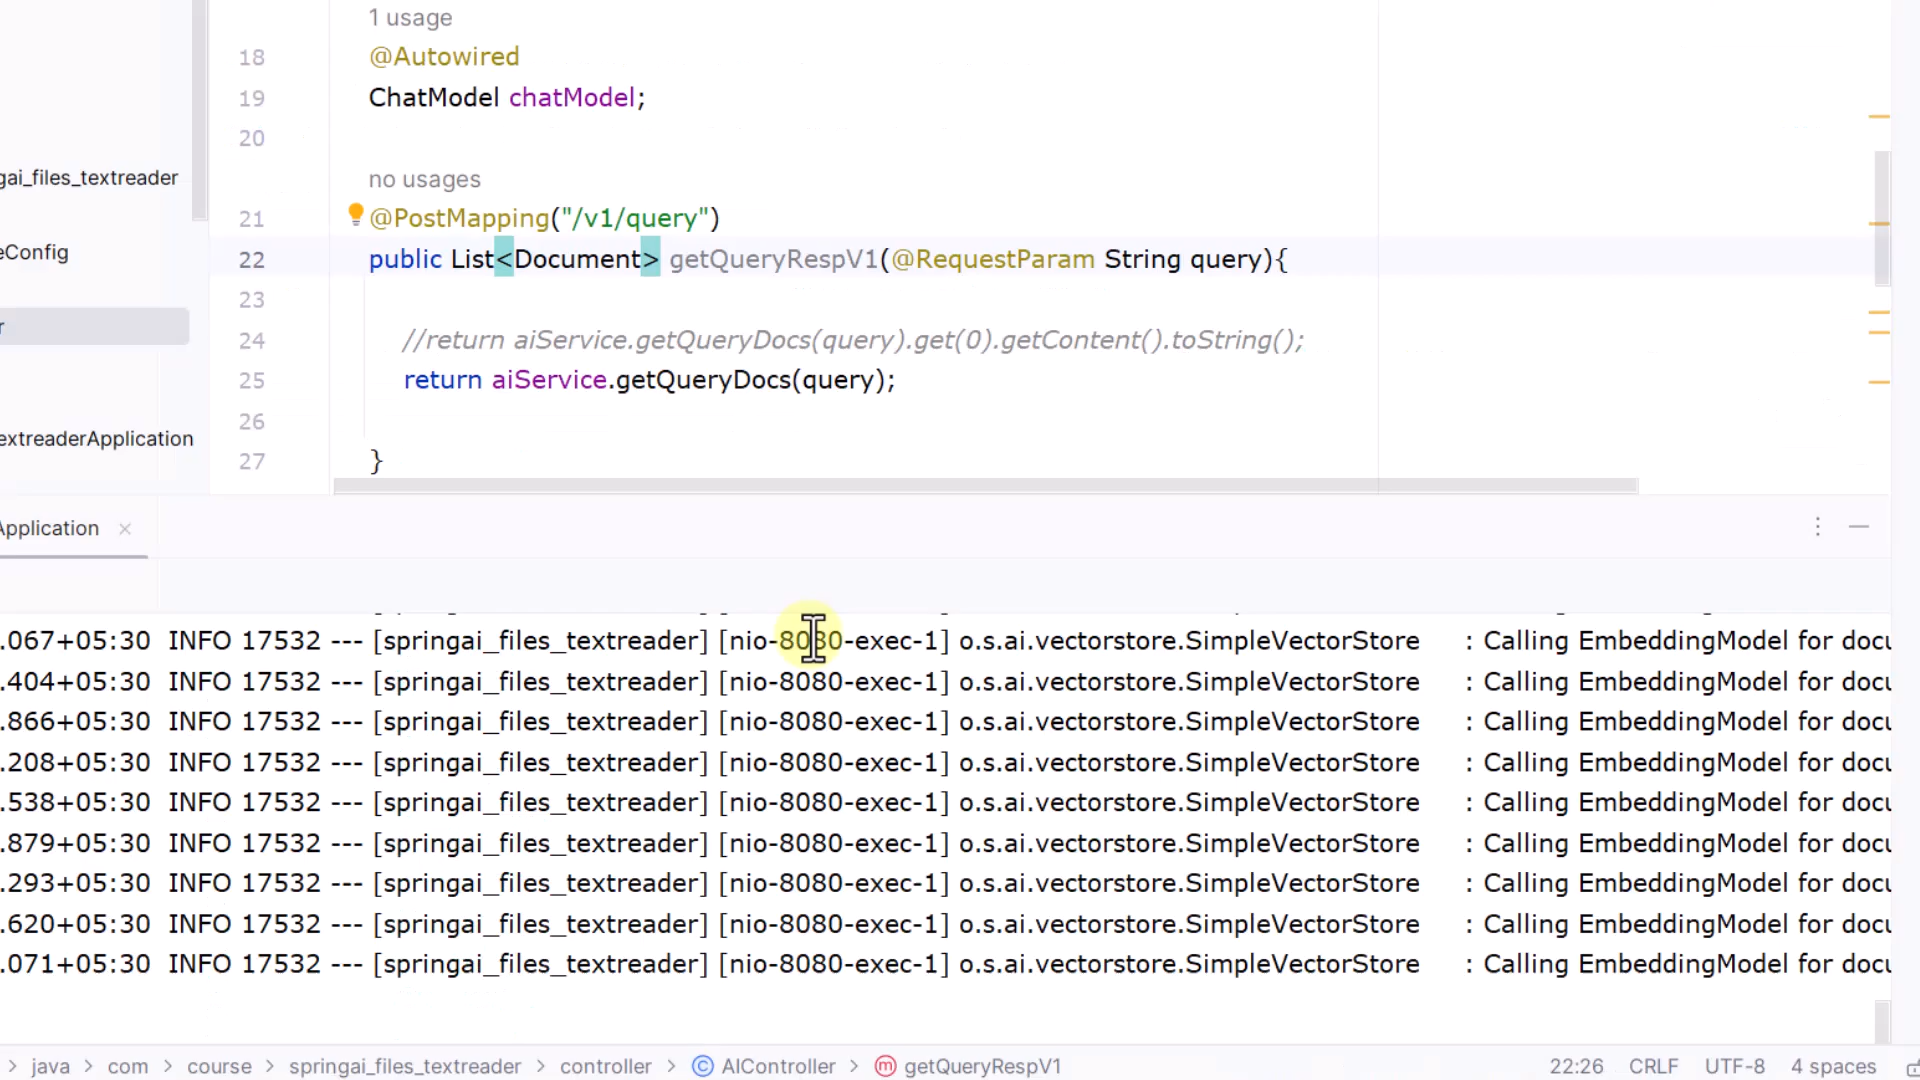 1 usage
18 @Autowired
19 ChatModel chatModel;
20
gai_files_textreader
no usages
21 @PostMapping("/v1/query")
eConfig
22 public List<Document> getQueryRespV1(@RequestParam String query){
23
r
24 //return aiService.getQueryDocs(query).get(0).getContent().toString();
25 return aiService.getQueryDocs(query);
26
extreaderApplication
27 }
Application ×
.067+05:30 INFO 17532 --- [springai_files_textreader] [nio-8080-exec-1] o.s.ai.vectorstore.SimpleVectorStore : Calling EmbeddingModel for docu
.404+05:30 INFO 17532 --- [springai_files_textreader] [nio-8080-exec-1] o.s.ai.vectorstore.SimpleVectorStore : Calling EmbeddingModel for docu
.866+05:30 INFO 17532 --- [springai_files_textreader] [nio-8080-exec-1] o.s.ai.vectorstore.SimpleVectorStore : Calling EmbeddingModel for docu
.208+05:30 INFO 17532 --- [springai_files_textreader] [nio-8080-exec-1] o.s.ai.vectorstore.SimpleVectorStore : Calling EmbeddingModel for docu
.538+05:30 INFO 17532 --- [springai_files_textreader] [nio-8080-exec-1] o.s.ai.vectorstore.SimpleVectorStore : Calling EmbeddingModel for docu
.879+05:30 INFO 17532 --- [springai_files_textreader] [nio-8080-exec-1] o.s.ai.vectorstore.SimpleVectorStore : Calling EmbeddingModel for docu
.293+05:30 INFO 17532 --- [springai_files_textreader] [nio-8080-exec-1] o.s.ai.vectorstore.SimpleVectorStore : Calling EmbeddingModel for docu
.620+05:30 INFO 17532 --- [springai_files_textreader] [nio-8080-exec-1] o.s.ai.vectorstore.SimpleVectorStore : Calling EmbeddingModel for docu
.071+05:30 INFO 17532 --- [springai_files_textreader] [nio-8080-exec-1] o.s.ai.vectorstore.SimpleVectorStore : Calling EmbeddingModel for docu
> java > com > course > springai_files_textreader > controller > AIController > getQueryRespV1 22:26 CRLF UTF-8 4 spaces